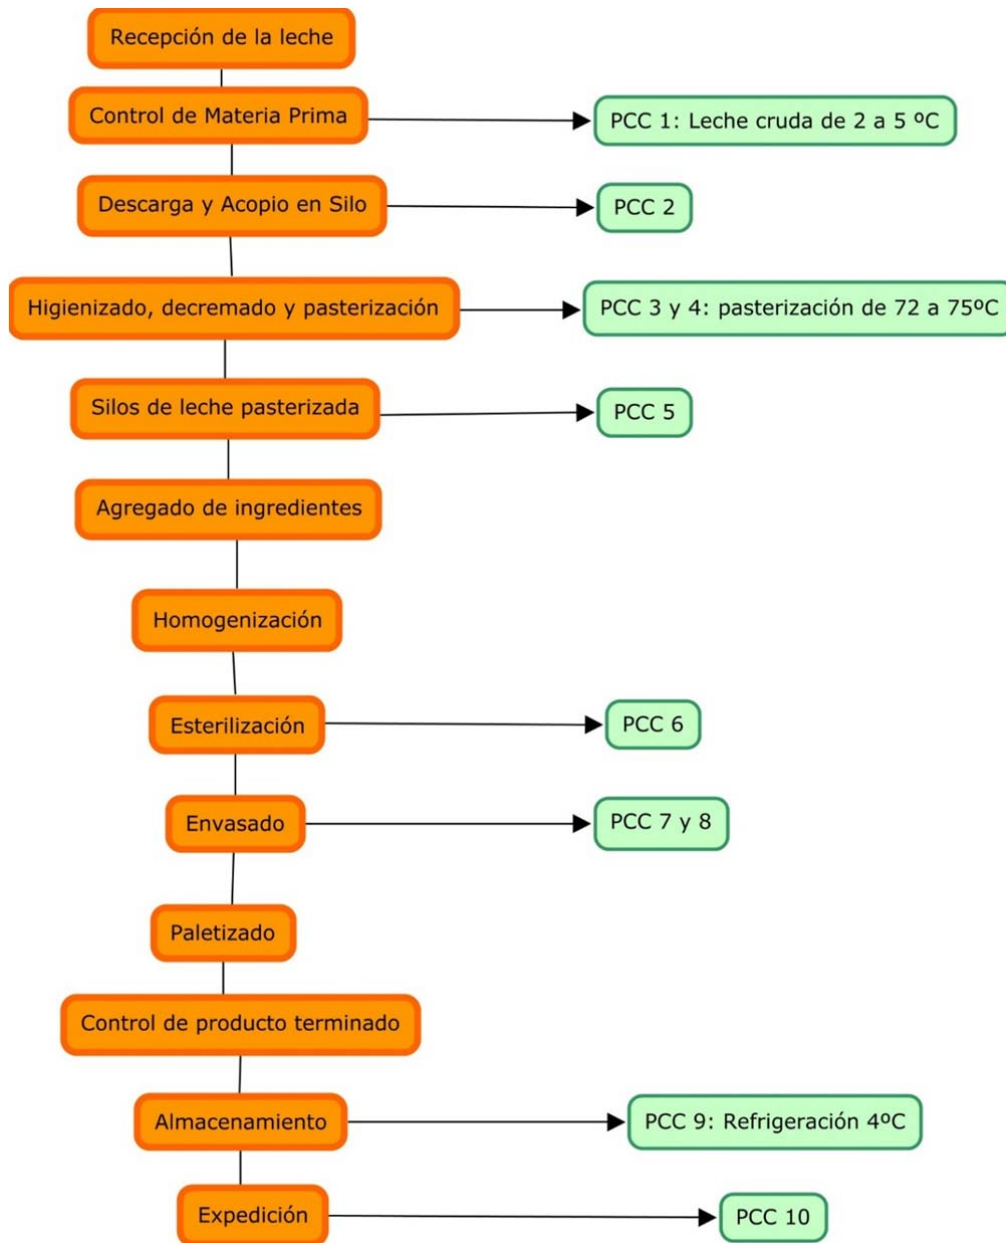 Recepción de la leche
Control de Materia Prima
PCC 1: Leche cruda de 2 a 5 ºC
Descarga y Acopio en Silo
PCC 2
Higienizado, decremado y pasterización
PCC 3 y 4: pasterización de 72 a 75ºC
Silos de leche pasterizada
PCC 5
Agregado de ingredientes
Homogenización
Esterilización
PCC 6
Envasado
PCC 7 y 8
Paletizado
Control de producto terminado
Almacenamiento
PCC 9: Refrigeración 4ºC
Expedición
PCC 10